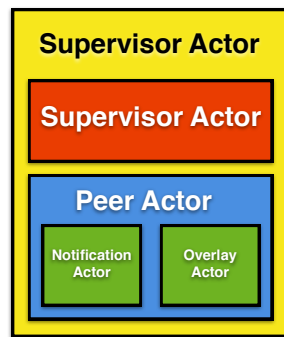 Supervisor Actor
Supervisor Actor
Peer Actor
Notification
Actor
Overlay
Actor